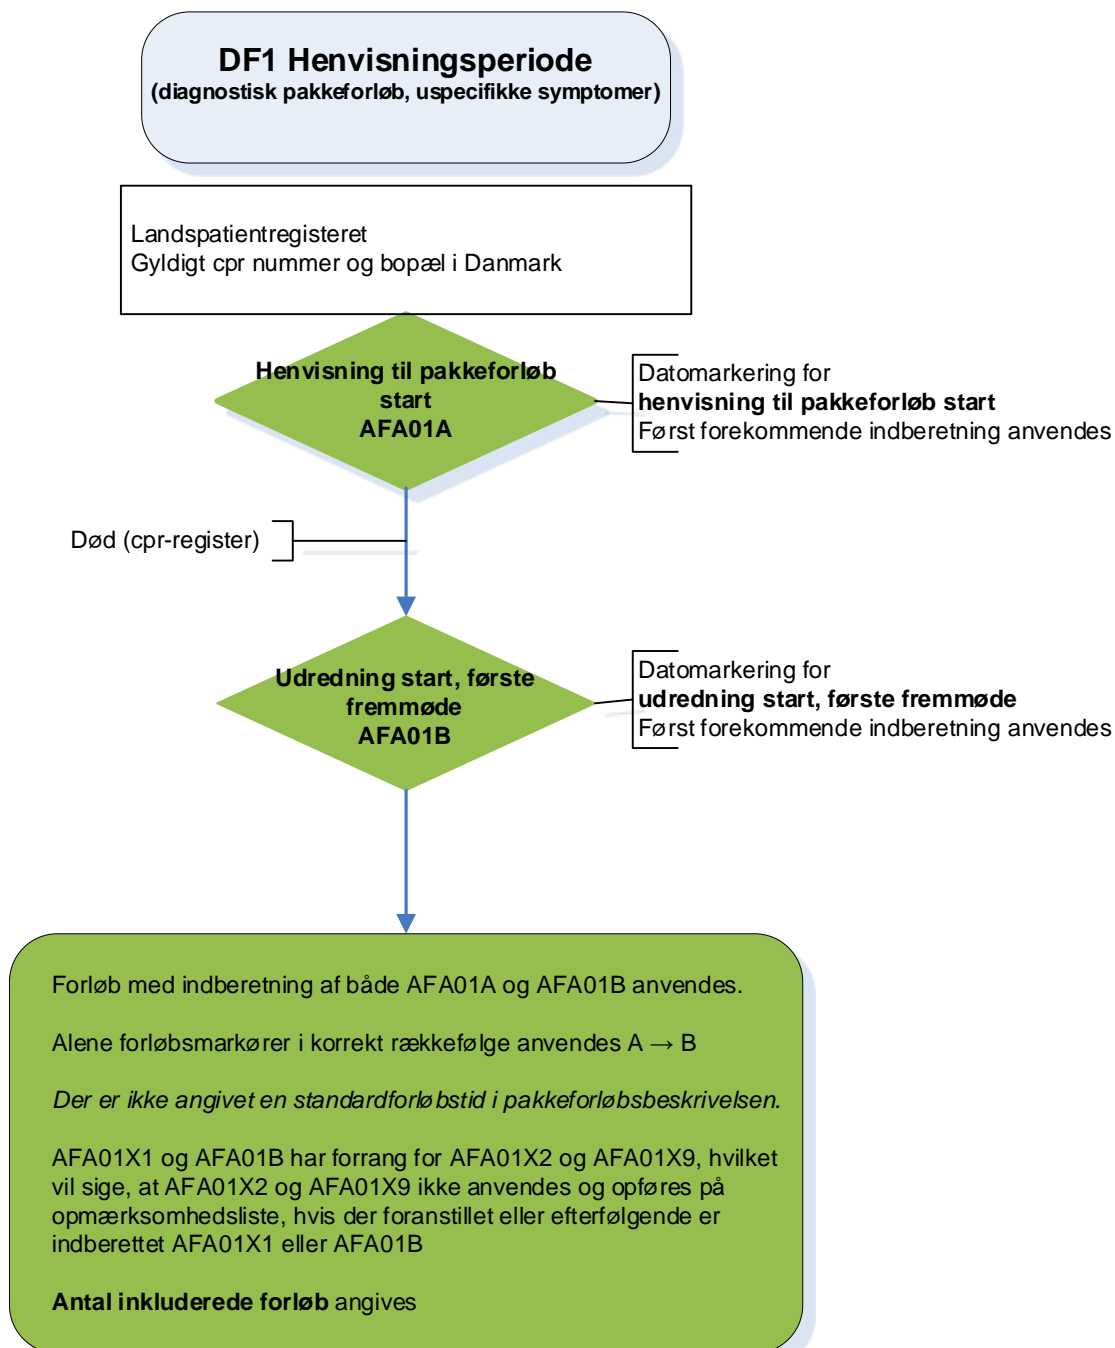 DF1 Henvisningsperiode
(diagnostisk pakkeforløb, uspecifikke symptomer)
Landspatientregisteret
Gyldigt cpr nummer og bopæl i Danmark
Henvisning til pakkeforløb
start
AFA01A
Datomarkering for
henvisning til pakkeforløb start
Først forekommende indberetning anvendes
Død (cpr-register)
Udredning start, første
fremmøde
AFA01B
Datomarkering for
udredning start, første fremmøde
Først forekommende indberetning anvendes
Forløb med indberetning af både AFA01A og AFA01B anvendes.
Alene forløbsmarkører i korrekt rækkefølge anvendes A → B
Der er ikke angivet en standardforløbstid i pakkeforløbsbeskrivelsen.
AFA01X1 og AFA01B har forrang for AFA01X2 og AFA01X9, hvilket
vil sige, at AFA01X2 og AFA01X9 ikke anvendes og opføres på
opmærksomhedsliste, hvis der foranstillet eller efterfølgende er
indberettet AFA01X1 eller AFA01B
Antal inkluderede forløb angives